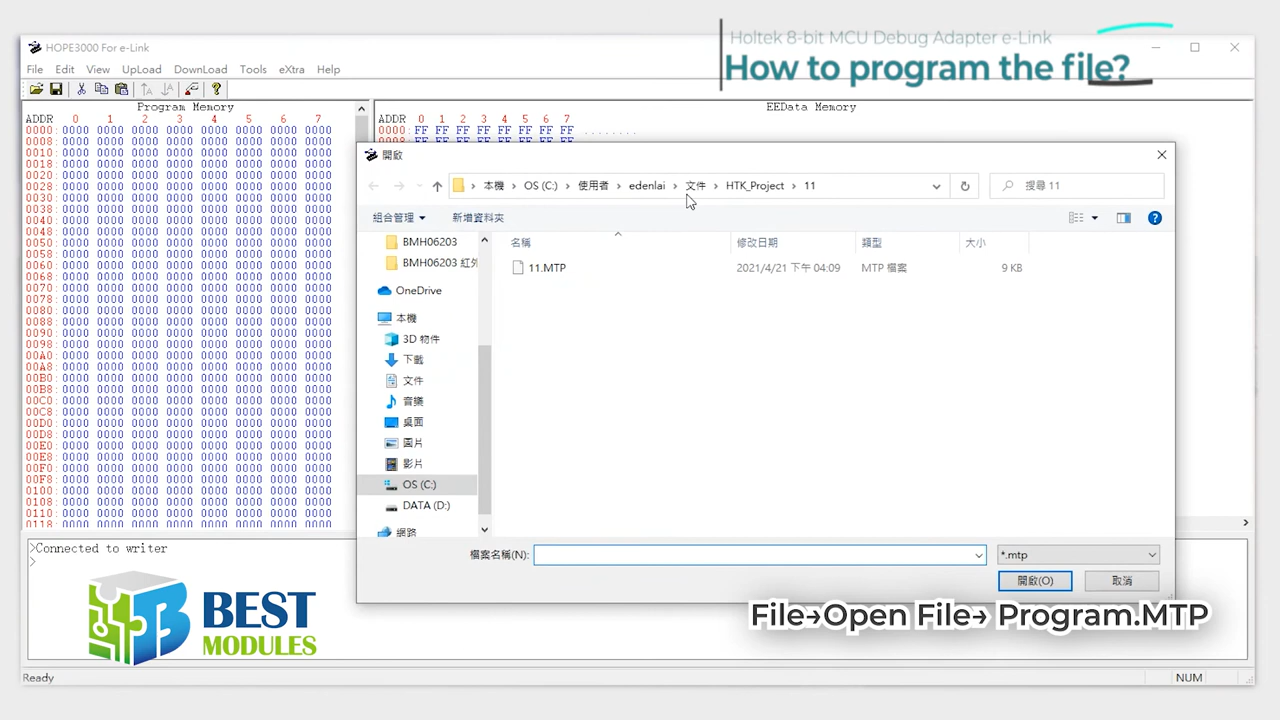 Holtek 8-bit MCU Debug Adapter e-Link
How to program the file?
HOPE3000 For e-Link
File Edit View UpLoad DownLoad Tools eXtra Help
Program Memory
ADDR 0 1 2 3 4 5 6 7
0000: 0000 0000 0000 0000 0000 0000 0000 0000
0008: 0000 0000 0000 0000 0000 0000 0000 0000
0010: 0000 0000 0000 0000 0000 0000 0000 0000
0018: 0000 0000 0000 0000 0000 0000 0000 0000
0020: 0000 0000 0000 0000 0000 0000 0000 0000
0028: 0000 0000 0000 0000 0000 0000 0000 0000
0030: 0000 0000 0000 0000 0000 0000 0000 0000
0038: 0000 0000 0000 0000 0000 0000 0000 0000
0040: 0000 0000 0000 0000 0000 0000 0000 0000
0048: 0000 0000 0000 0000 0000 0000 0000 0000
0050: 0000 0000 0000 0000 0000 0000 0000 0000
0058: 0000 0000 0000 0000 0000 0000 0000 0000
0060: 0000 0000 0000 0000 0000 0000 0000 0000
0068: 0000 0000 0000 0000 0000 0000 0000 0000
0070: 0000 0000 0000 0000 0000 0000 0000 0000
0078: 0000 0000 0000 0000 0000 0000 0000 0000
0080: 0000 0000 0000 0000 0000 0000 0000 0000
0088: 0000 0000 0000 0000 0000 0000 0000 0000
0090: 0000 0000 0000 0000 0000 0000 0000 0000
0098: 0000 0000 0000 0000 0000 0000 0000 0000
00A0: 0000 0000 0000 0000 0000 0000 0000 0000
00A8: 0000 0000 0000 0000 0000 0000 0000 0000
00B0: 0000 0000 0000 0000 0000 0000 0000 0000
00B8: 0000 0000 0000 0000 0000 0000 0000 0000
00C0: 0000 0000 0000 0000 0000 0000 0000 0000
00C8: 0000 0000 0000 0000 0000 0000 0000 0000
00D0: 0000 0000 0000 0000 0000 0000 0000 0000
00D8: 0000 0000 0000 0000 0000 0000 0000 0000
00E0: 0000 0000 0000 0000 0000 0000 0000 0000
00E8: 0000 0000 0000 0000 0000 0000 0000 0000
00F0: 0000 0000 0000 0000 0000 0000 0000 0000
00F8: 0000 0000 0000 0000 0000 0000 0000 0000
0100: 0000 0000 0000 0000 0000 0000 0000 0000
0108: 0000 0000 0000 0000 0000 0000 0000 0000
0110: 0000 0000 0000 0000 0000 0000 0000 0000
0118: 0000 0000 0000 0000 0000 0000 0000 0000
EEData Memory
ADDR 0 1 2 3 4 5 6 7
0000: FF FF FF FF FF FF FF FF ........
0008: FF FF FF FF FF FF FF FF
開啟
本機 › OS (C:) › 使用者 › edenlai › 文件 › HTK_Project › 11
搜尋 11
組合管理 新增資料夾
BMH06203
BMH06203 紅外
OneDrive
本機
3D 物件
下載
文件
音樂
桌面
圖片
影片
OS (C:)
DATA (D:)
網路
名稱 修改日期 類型 大小
11.MTP 2021/4/21 下午 04:09 MTP 檔案 9 KB
檔案名稱(N): *.mtp
開啟(O) 取消
>Connected to writer
>
BEST
MODULES
File→Open File→ Program.MTP
Ready NUM